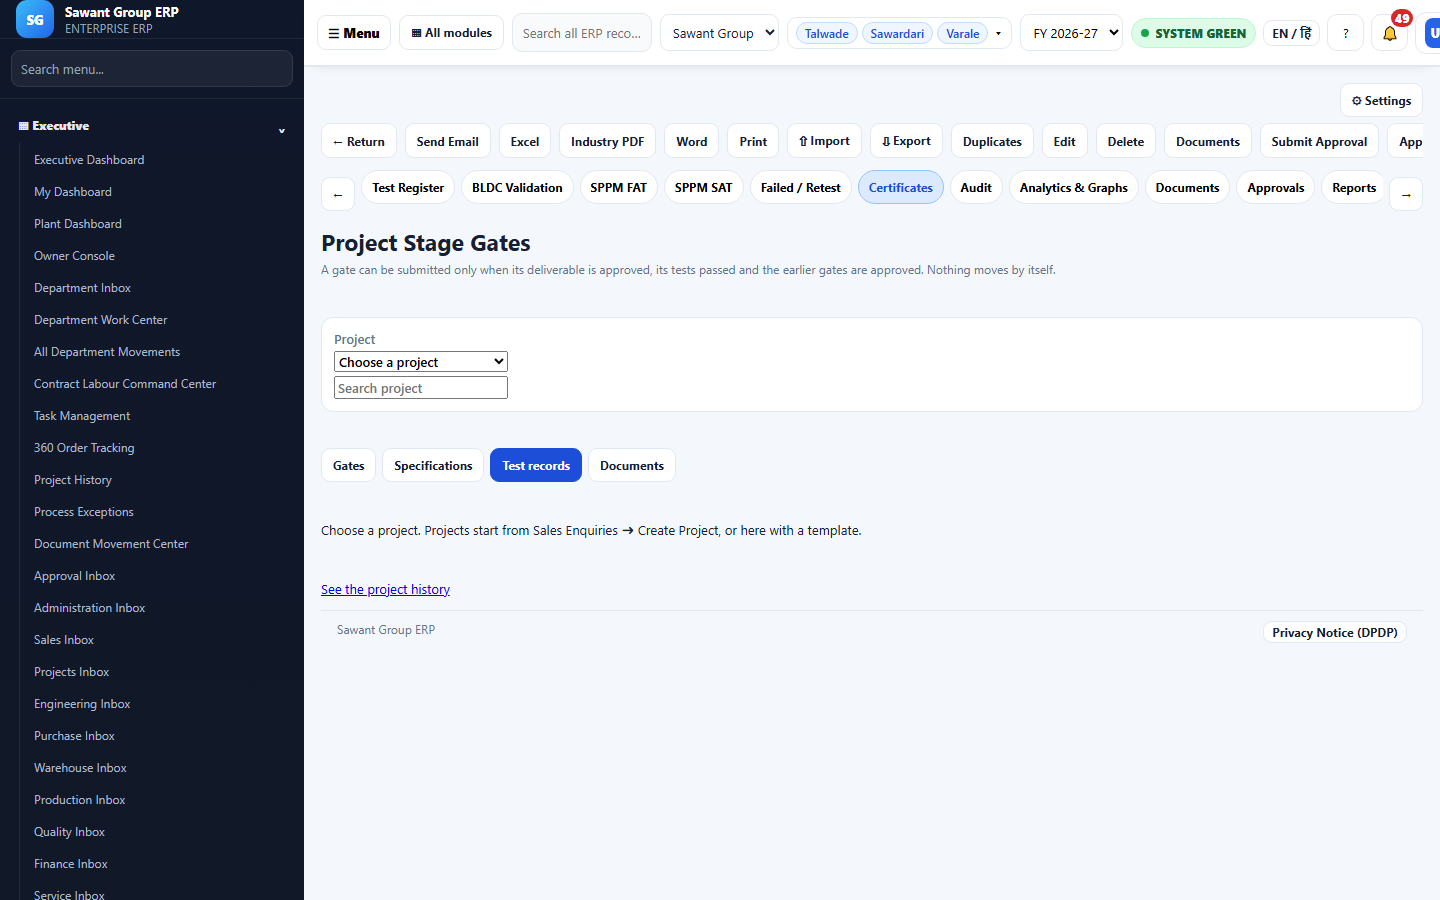 SG
Sawant Group ERP
ENTERPRISE ERP
Search menu...
Executive
Executive Dashboard
My Dashboard
Plant Dashboard
Owner Console
Department Inbox
Department Work Center
All Department Movements
Contract Labour Command Center
Task Management
360 Order Tracking
Project History
Process Exceptions
Document Movement Center
Approval Inbox
Administration Inbox
Sales Inbox
Projects Inbox
Engineering Inbox
Purchase Inbox
Warehouse Inbox
Production Inbox
Quality Inbox
Finance Inbox
Service Inbox
☰ Menu
All modules
Search all ERP reco...
Sawant Group
Talwade Sawardari Varale
FY 2026-27
SYSTEM GREEN
EN / हिं
?
49
U
Settings
← Return Send Email Excel Industry PDF Word Print ⇧ Import ⇩ Export Duplicates Edit Delete Documents Submit Approval App
← Test Register BLDC Validation SPPM FAT SPPM SAT Failed / Retest Certificates Audit Analytics & Graphs Documents Approvals Reports →
Project Stage Gates
A gate can be submitted only when its deliverable is approved, its tests passed and the earlier gates are approved. Nothing moves by itself.
Project
Choose a project
Search project
Gates Specifications Test records Documents
Choose a project. Projects start from Sales Enquiries → Create Project, or here with a template.
See the project history
Sawant Group ERP
Privacy Notice (DPDP)